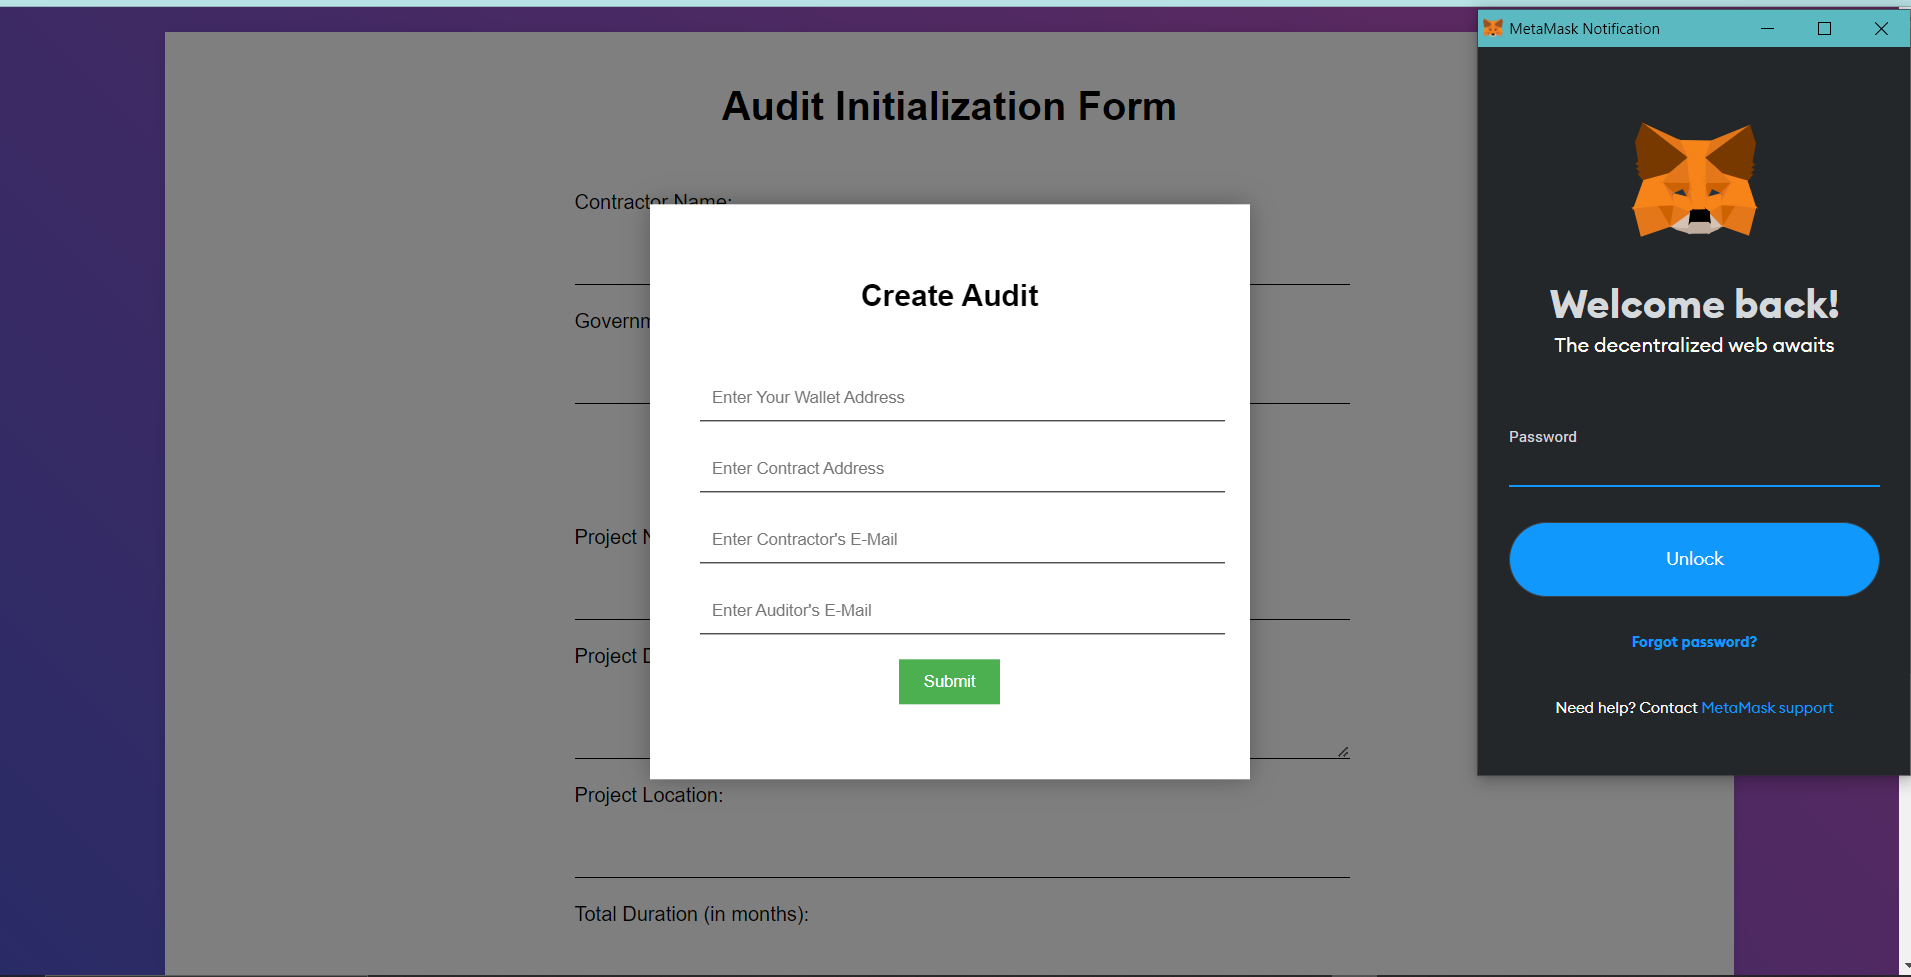 Audit Initialization Form
Contractor Name:
Governm
Project N
Project D
Project Location:
Total Duration (in months):
Create Audit
Enter Your Wallet Address
Enter Contract Address
Enter Contractor's E-Mail
Enter Auditor's E-Mail
Submit
MetaMask Notification
Welcome back!
The decentralized web awaits
Password
Unlock
Forgot password?
Need help? Contact MetaMask support